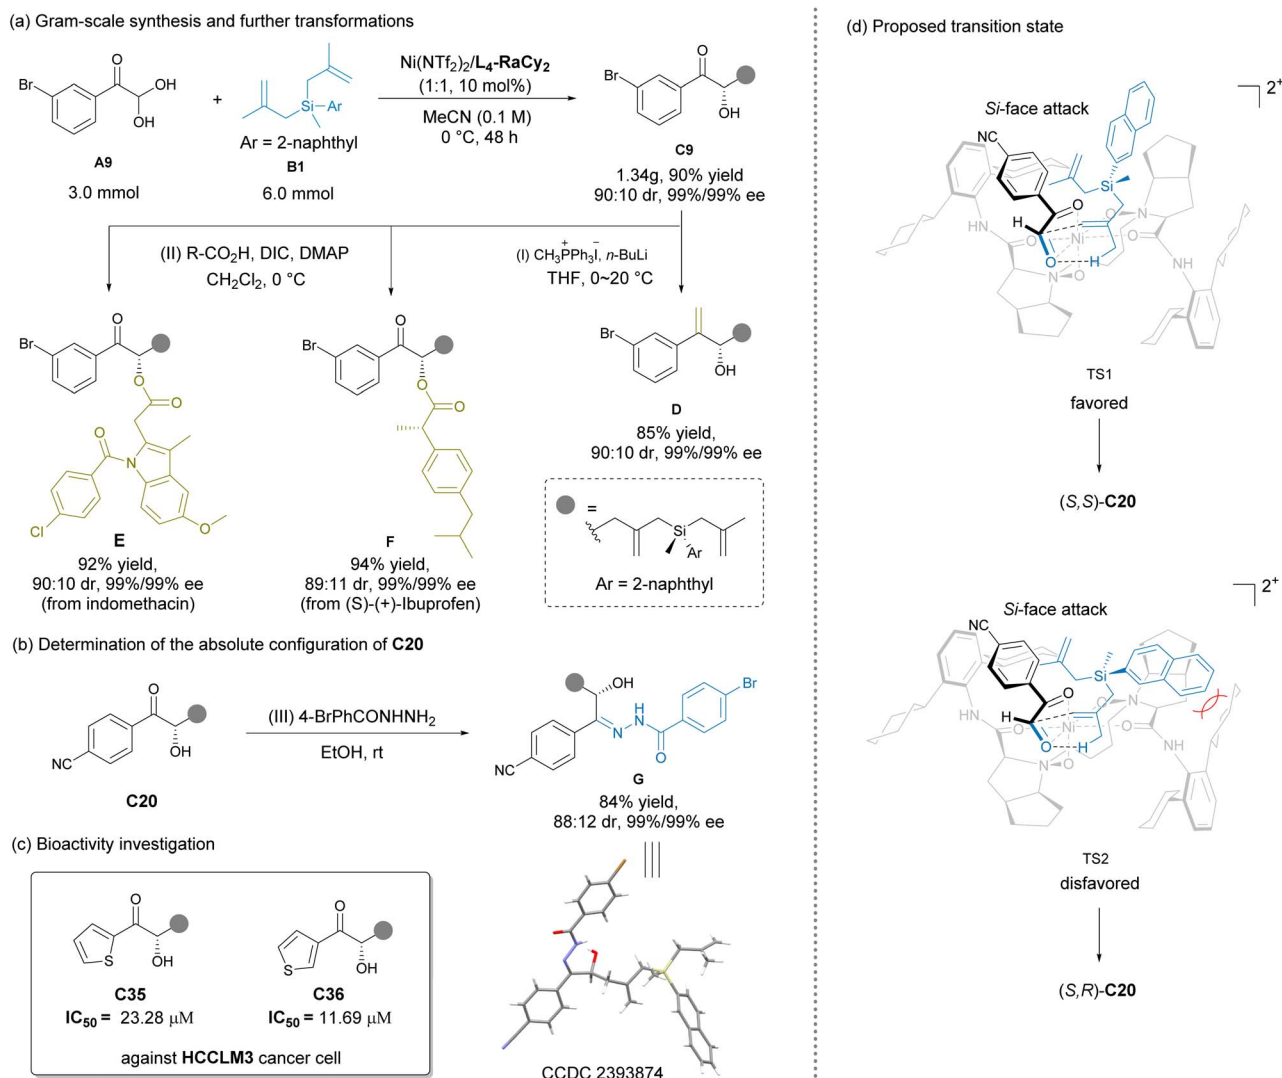 (a) Gram-scale synthesis and further transformations
Br
O
OH
OH
A9
3.0 mmol
+
Si
Ar
Ar = 2-naphthyl
B1
6.0 mmol
Ni(NTf2)2/L4-RaCy2
(1:1, 10 mol%)
MeCN (0.1 M)
0 °C, 48 h
Br
O
OH
C9
1.34g, 90% yield
90:10 dr, 99%/99% ee
(II) R-CO2H, DIC, DMAP
CH2Cl2, 0 °C
(I) CH3PPh3I, n-BuLi
+ −
THF, 0~20 °C
Br
O
O
O
O
N
Cl
O
E
92% yield,
90:10 dr, 99%/99% ee
(from indomethacin)
Br
O
O
O
F
94% yield,
89:11 dr, 99%/99% ee
(from (S)-(+)-Ibuprofen)
Br
OH
D
85% yield,
90:10 dr, 99%/99% ee
=
Si
Ar
Ar = 2-naphthyl
(b) Determination of the absolute configuration of C20
O
OH
NC
C20
(III) 4-BrPhCONHNH2
EtOH, rt
OH
Br
H
N
N
O
NC
G
84% yield,
88:12 dr, 99%/99% ee
CCDC 2393874
(c) Bioactivity investigation
O
OH
S
C35
IC50 = 23.28 μM
O
OH
S
C36
IC50 = 11.69 μM
against HCCLM3 cancer cell
(d) Proposed transition state
2+
Si-face attack
NC
Si
H
O
O
N
NH
O
Ni
O
O
H
N
O
NH
TS1
favored
(S,S)-C20
2+
Si-face attack
NC
Si
H
O
O
N
NH
O
Ni
O
O
H
N
O
NH
TS2
disfavored
(S,R)-C20